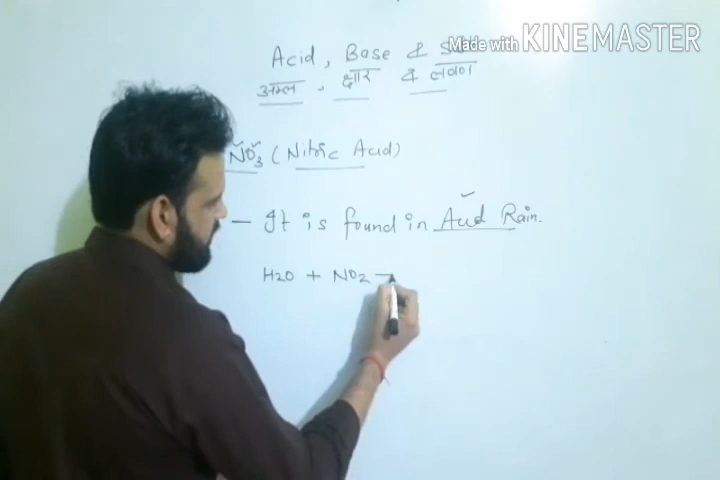 Acid, Base &
Made with KINEMASTER
अम्ल, क्षार व लवण
NO3 (Nitric Acid)
- It is found in Acid Rain.
H2O + NO2 -